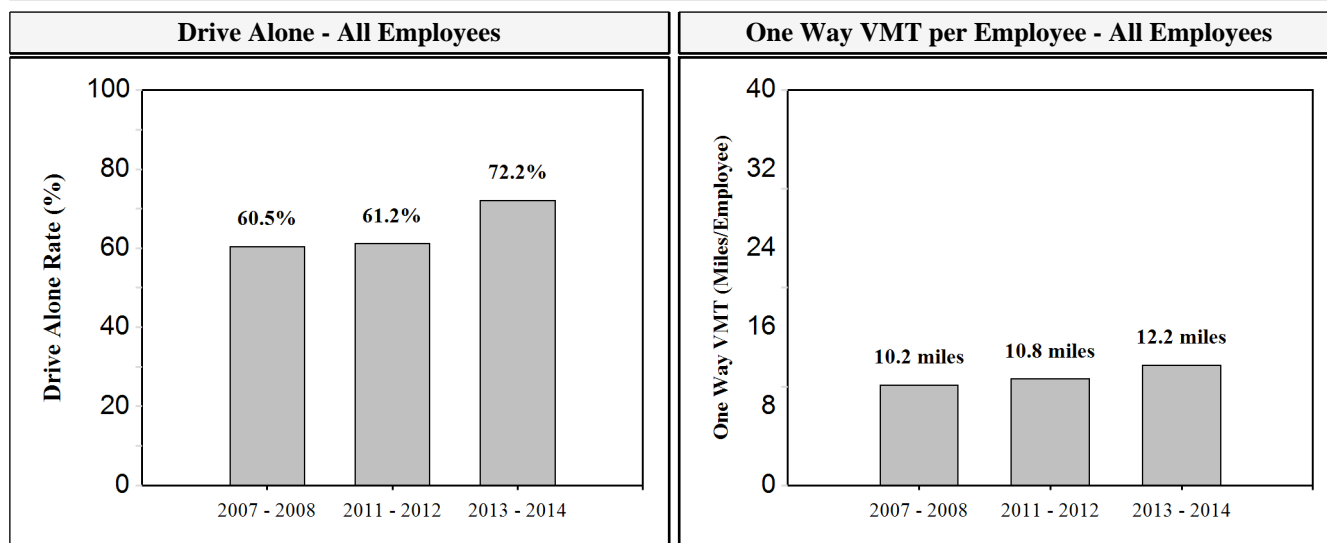 Drive Alone - All Employees
Drive Alone Rate (%)
100
80
60
40
20
0
60.5%
61.2%
72.2%
2007 - 2008
2011 - 2012
2013 - 2014
One Way VMT per Employee - All Employees
One Way VMT (Miles/Employee)
40
32
24
16
8
0
10.2 miles
10.8 miles
12.2 miles
2007 - 2008
2011 - 2012
2013 - 2014